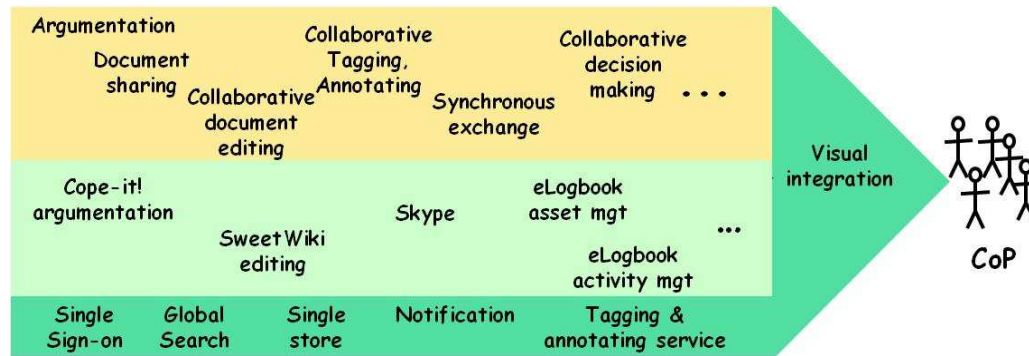 Argumentation
Document
sharing
Collaborative
document
editing
Collaborative
Tagging,
Annotating
Synchronous
exchange
Collaborative
decision
making
...
Cope-it!
argumentation
SweetWiki
editing
Skype
eLogbook
asset mgt
eLogbook
activity mgt
...
Single
Sign-on
Global
Search
Single
store
Notification
Tagging &
annotating service
Visual
integration
CoP